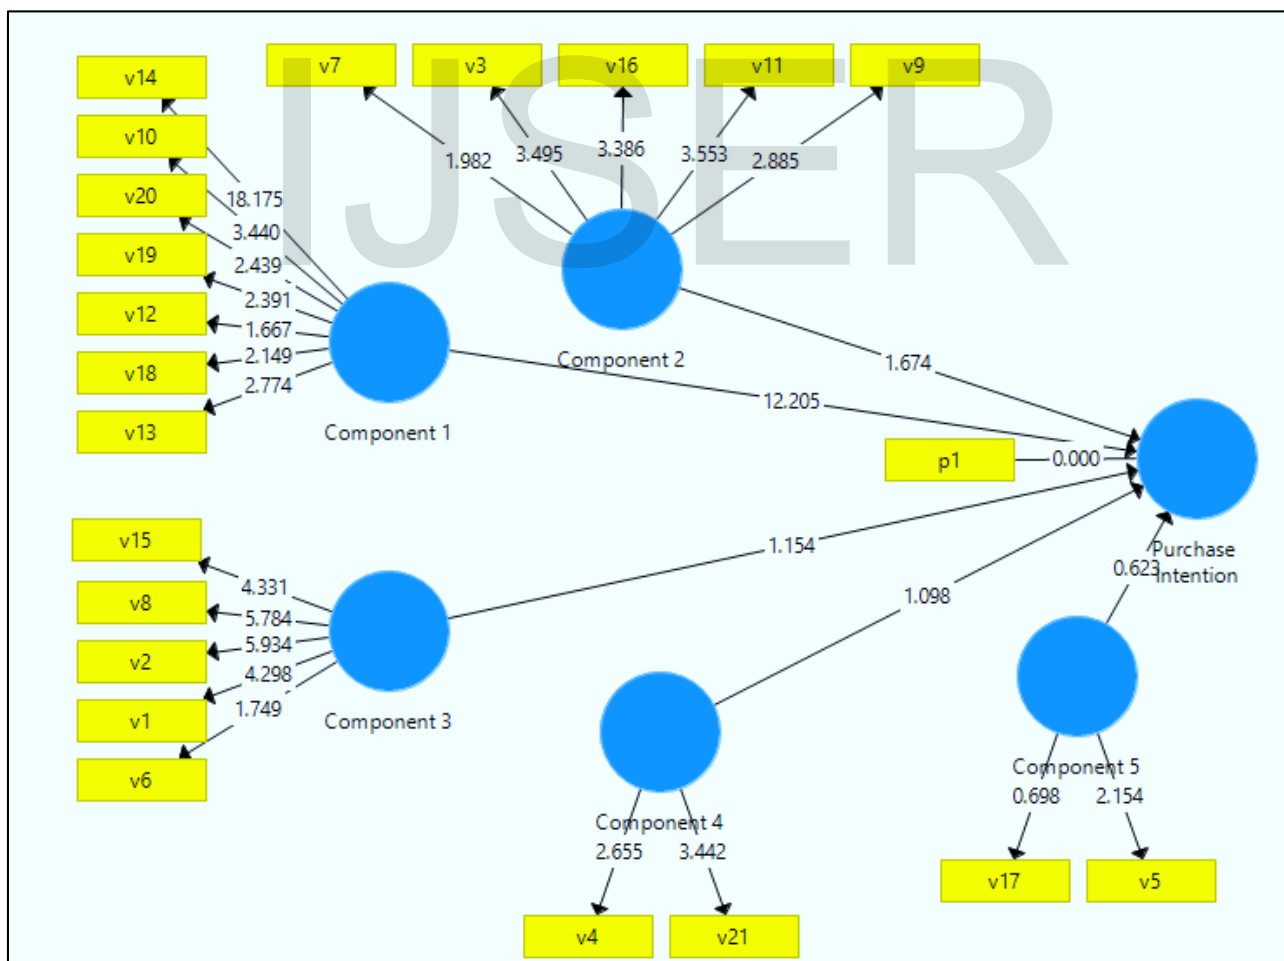 IJSER
v14
v10
v20
v19
v12
v18
v13
18.175
3.440
2.439
2.391
1.667
2.149
2.774
Component 1
v7
v3
v16
v11
v9
1.982
3.495
3.386
3.553
2.885
Component 2
1.674
12.205
p1
0.000
Purchase
Intention
v15
v8
v2
v1
v6
4.331
5.784
5.934
4.298
1.749
Component 3
1.154
1.098
0.623
Component 4
2.655
3.442
v4
v21
Component 5
0.698
2.154
v17
v5